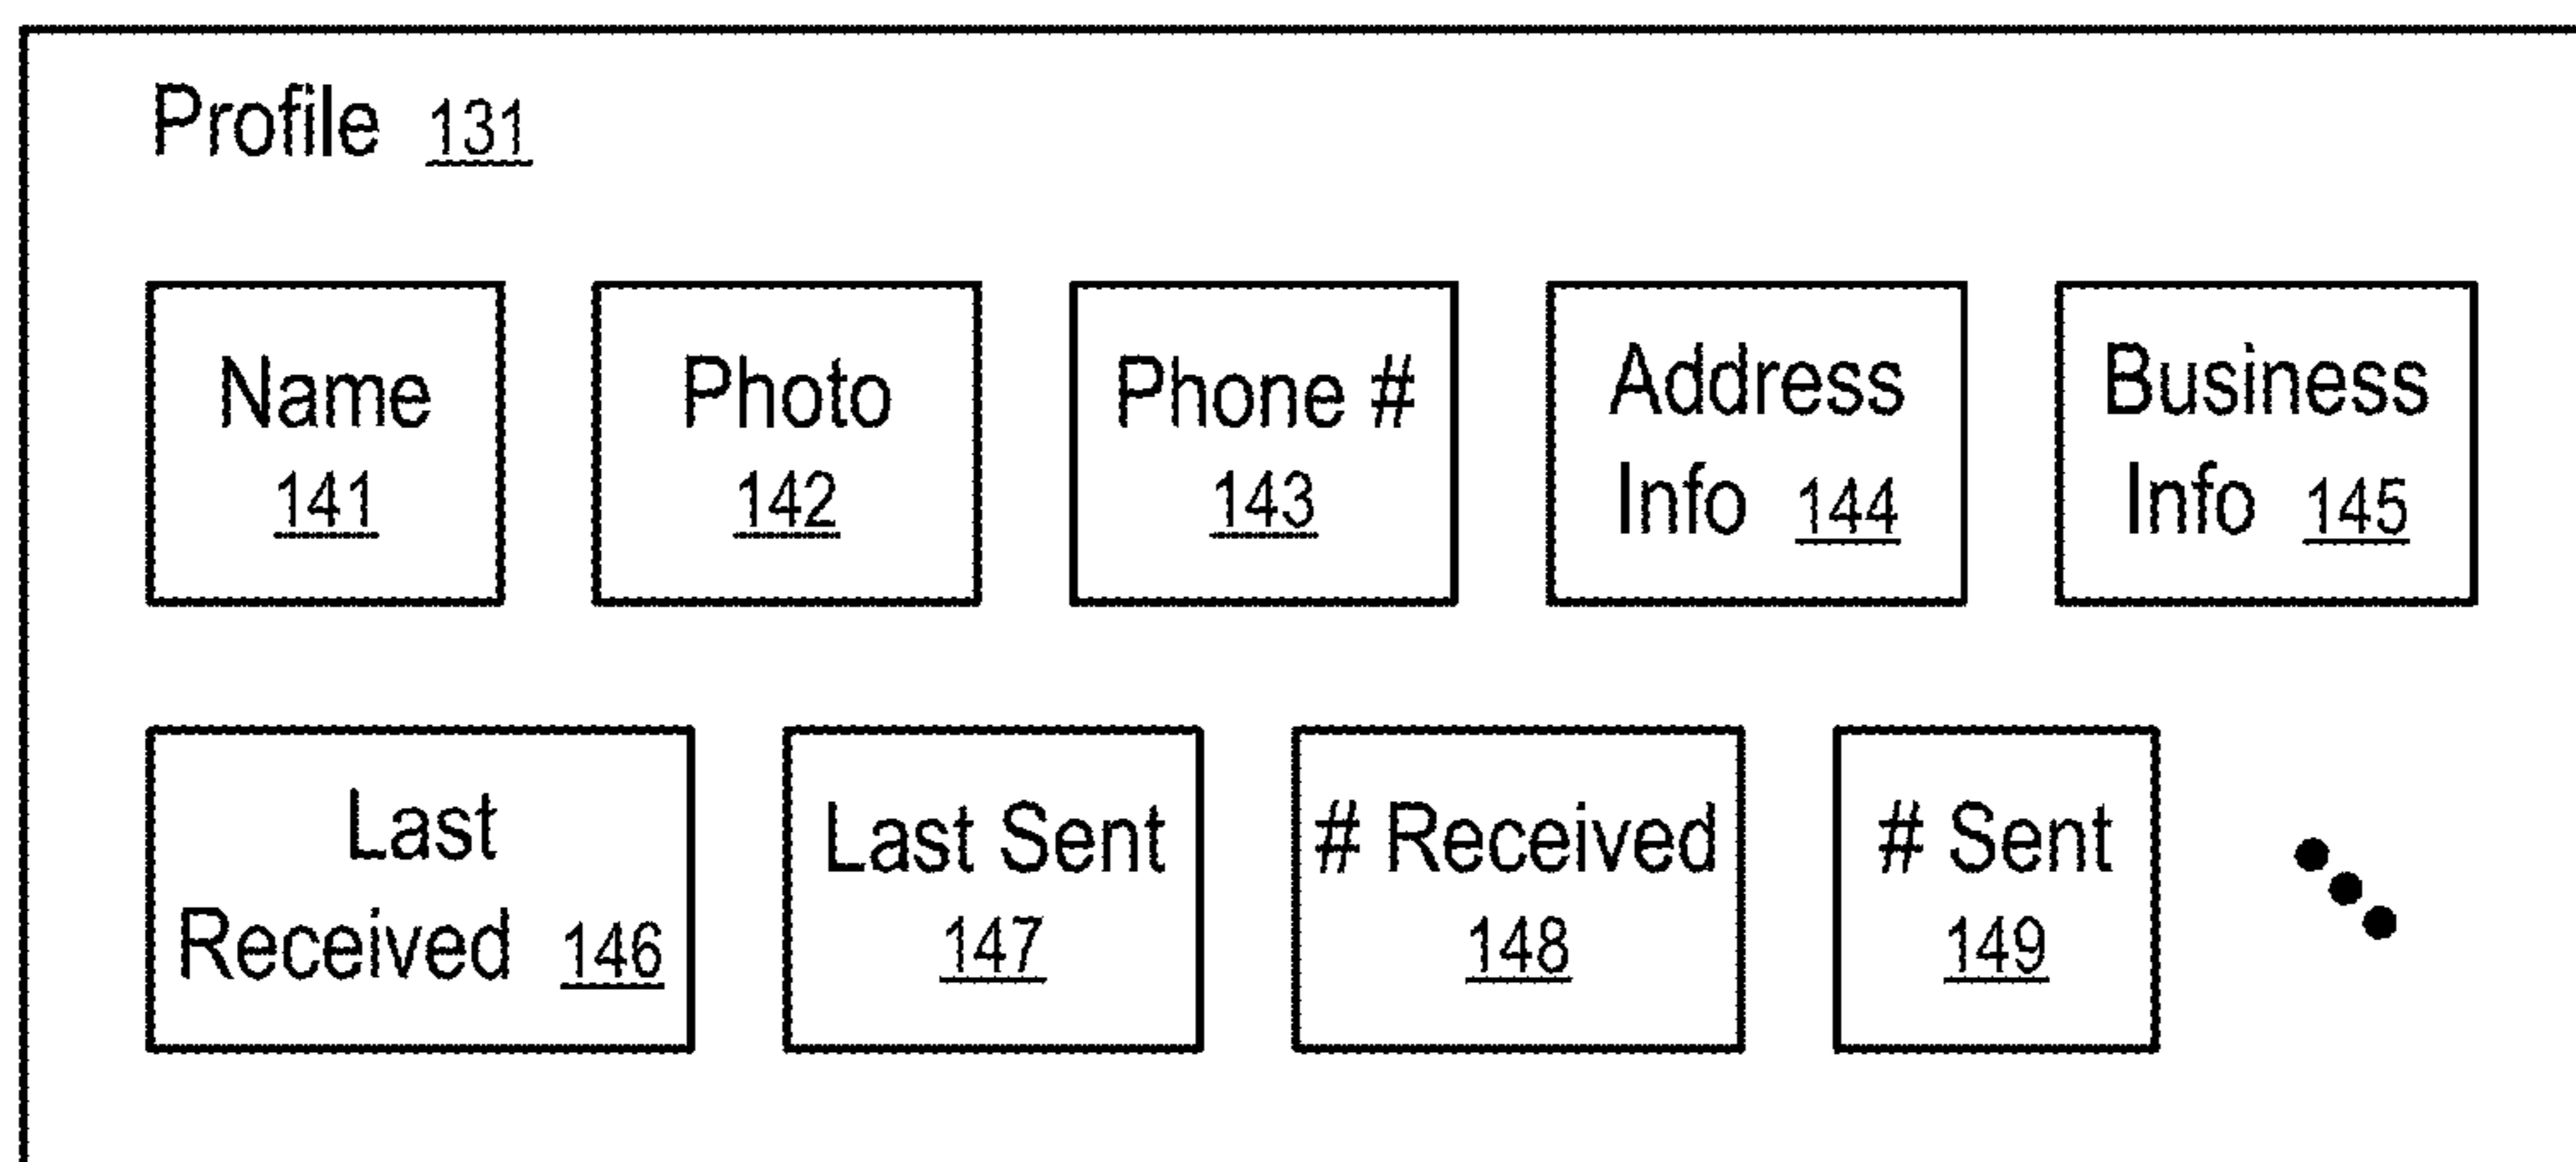 Profile 131
Name
141
Photo
142
Phone #
143
Address
Info 144
Business
Info 145
Last
Received 146
Last Sent
147
# Received
148
# Sent
149